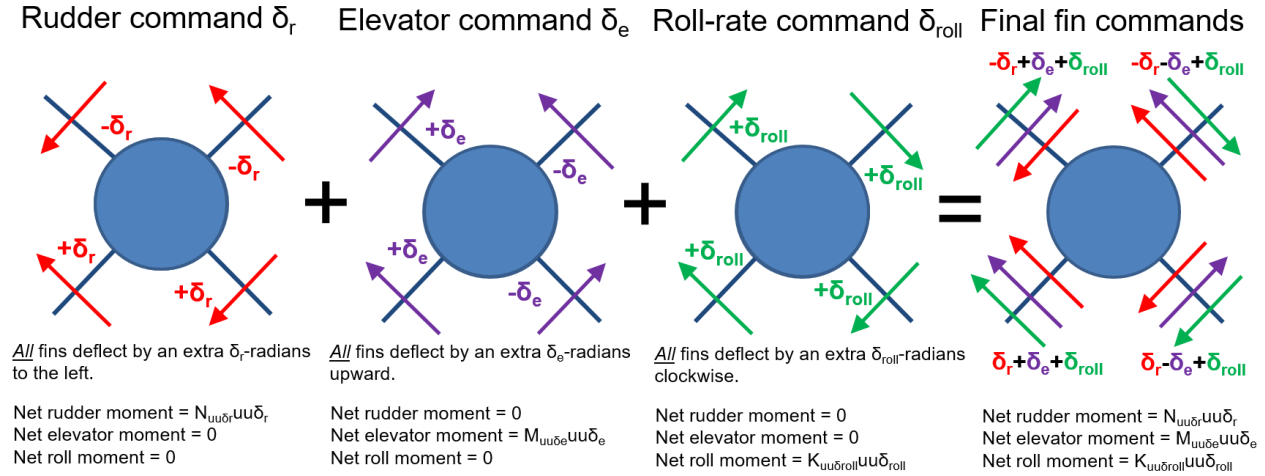 Rudder command δr
Elevator command δe
Roll-rate command δroll
Final fin commands
-δr
-δr
+δr
+δr
+δe
-δe
+δe
-δe
+δroll
+δroll
+δroll
+δroll
-δr+δe+δroll
-δr-δe+δroll
δr+δe+δroll
δr-δe+δroll
+
+
=
All fins deflect by an extra δr-radians
to the left.
Net rudder moment = Nuuδruuδr
Net elevator moment = 0
Net roll moment = 0
All fins deflect by an extra δe-radians
upward.
Net rudder moment = 0
Net elevator moment = Muuδeuuδe
Net roll moment = 0
All fins deflect by an extra δroll-radians
clockwise.
Net rudder moment = 0
Net elevator moment = 0
Net roll moment = Kuuδrolluuδroll
Net rudder moment = Nuuδruuδr
Net elevator moment = Muuδeuuδe
Net roll moment = Kuuδrolluuδroll